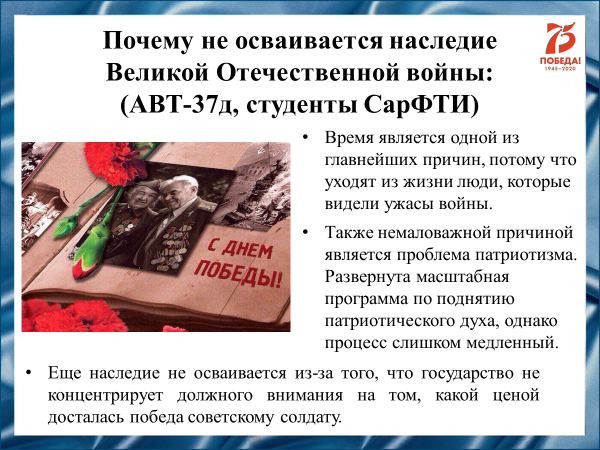 Почему не осваивается наследие
Великой Отечественной войны:
(АВТ-37д, студенты СарФТИ)
75
ПОБЕДА!
1945–2020
• Время является одной из
главнейших причин, потому что
уходят из жизни люди, которые
видели ужасы войны.
• Также немаловажной причиной
является проблема патриотизма.
Развернута масштабная
программа по поднятию
патриотического духа, однако
процесс слишком медленный.
С ДНЕМ
ПОБЕДЫ!
• Еще наследие не осваивается из-за того, что государство не
концентрирует должного внимания на том, какой ценой
досталась победа советскому солдату.